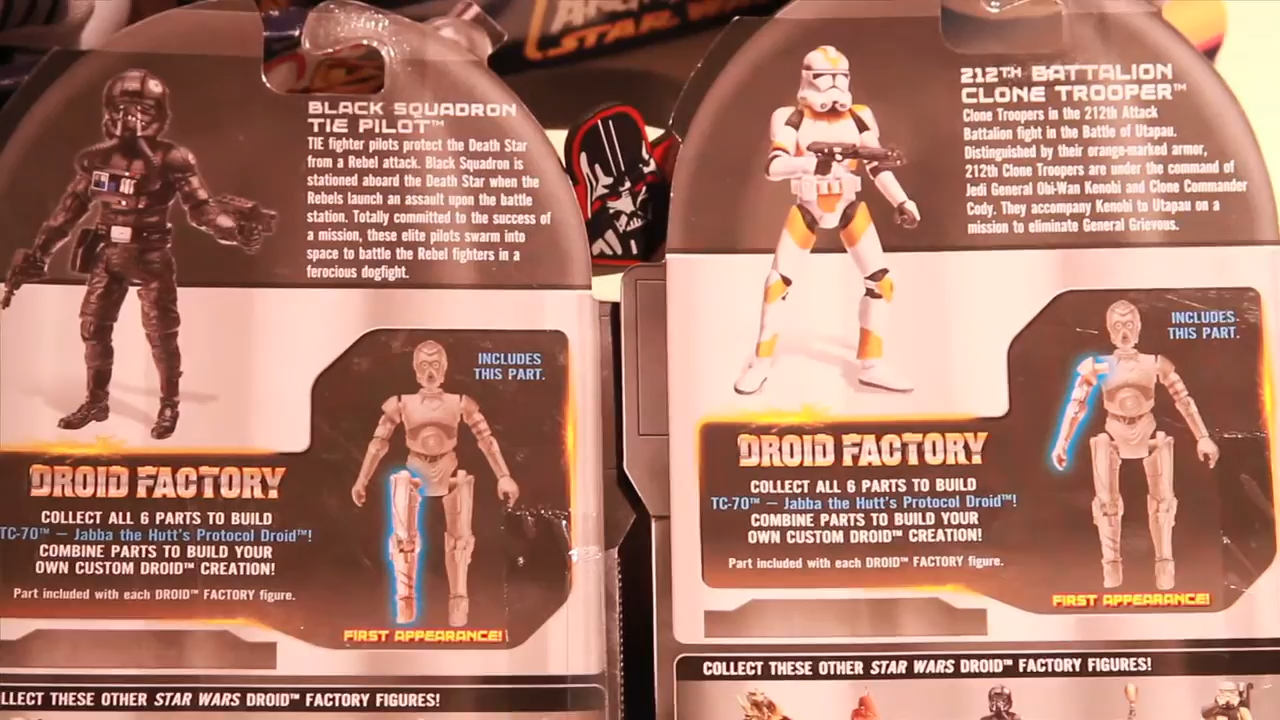 STAR WARS
BLACK SQUADRON
TIE PILOT™
TIE fighter pilots protect the Death Star
from a Rebel attack. Black Squadron is
stationed aboard the Death Star when the
Rebels launch an assault upon the battle
station. Totally committed to the success of
a mission, these elite pilots swarm into
space to battle the Rebel fighters in a
ferocious dogfight.
INCLUDES
THIS PART.
DROID FACTORY
COLLECT ALL 6 PARTS TO BUILD
TC-70™ – Jabba the Hutt's Protocol Droid™!
COMBINE PARTS TO BUILD YOUR
OWN CUSTOM DROID™ CREATION!
Part included with each DROID™ FACTORY figure.
FIRST APPEARANCE!
LLECT THESE OTHER STAR WARS DROID™ FACTORY FIGURES!
212TH BATTALION
CLONE TROOPER™
Clone Troopers in the 212th Attack
Battalion fight in the Battle of Utapau.
Distinguished by their orange-marked armor,
212th Clone Troopers are under the command of
Jedi General Obi-Wan Kenobi and Clone Commander
Cody. They accompany Kenobi to Utapau on a
mission to eliminate General Grievous.
INCLUDES
THIS PART.
DROID FACTORY
COLLECT ALL 6 PARTS TO BUILD
TC-70™ – Jabba the Hutt's Protocol Droid™!
COMBINE PARTS TO BUILD YOUR
OWN CUSTOM DROID™ CREATION!
Part included with each DROID™ FACTORY figure.
FIRST APPEARANCE!
COLLECT THESE OTHER STAR WARS DROID™ FACTORY FIGURES!